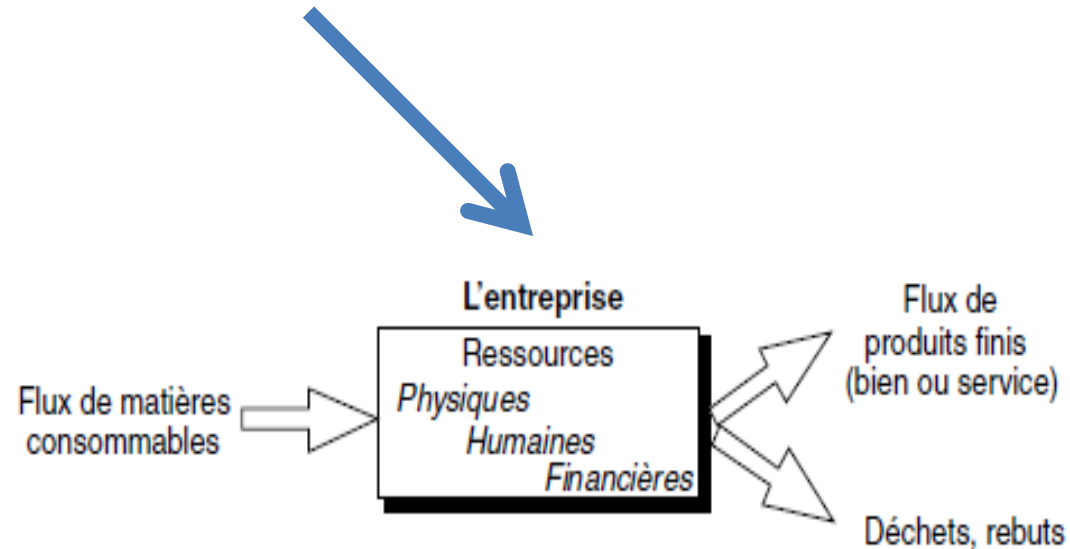 L'entreprise
Ressources
Physiques
Humaines
Financières
Flux de matières
consommables
Flux de
produits finis
(bien ou service)
Déchets, rebuts